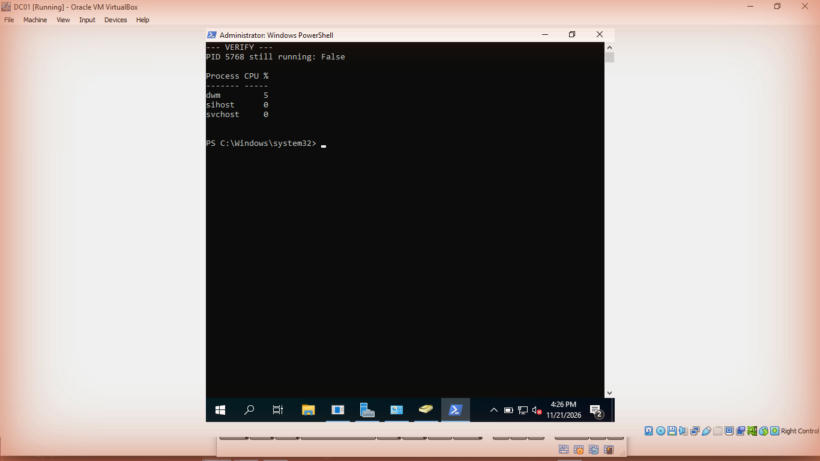 DC01 [Running] - Oracle VM VirtualBox
File Machine View Input Devices Help
Administrator: Windows PowerShell
--- VERIFY ---
PID 5768 still running: False
Process CPU %
------- -----
dwm 5
sihost 0
svchost 0
PS C:\Windows\system32>
4:26 PM
11/21/2026
2
Right Control